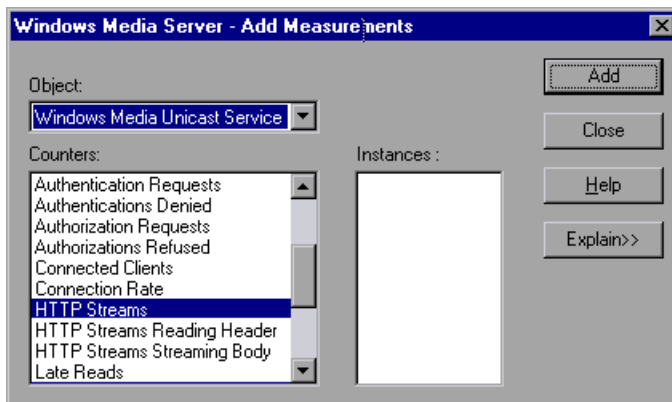 Windows Media Server - Add Measurements
Object:
Windows Media Unicast Service
Counters:
Authentication Requests
Authentications Denied
Authorization Requests
Authorizations Refused
Connected Clients
Connection Rate
HTTP Streams
HTTP Streams Reading Header
HTTP Streams Streaming Body
Late Reads
Instances :
Add
Close
Help
Explain>>